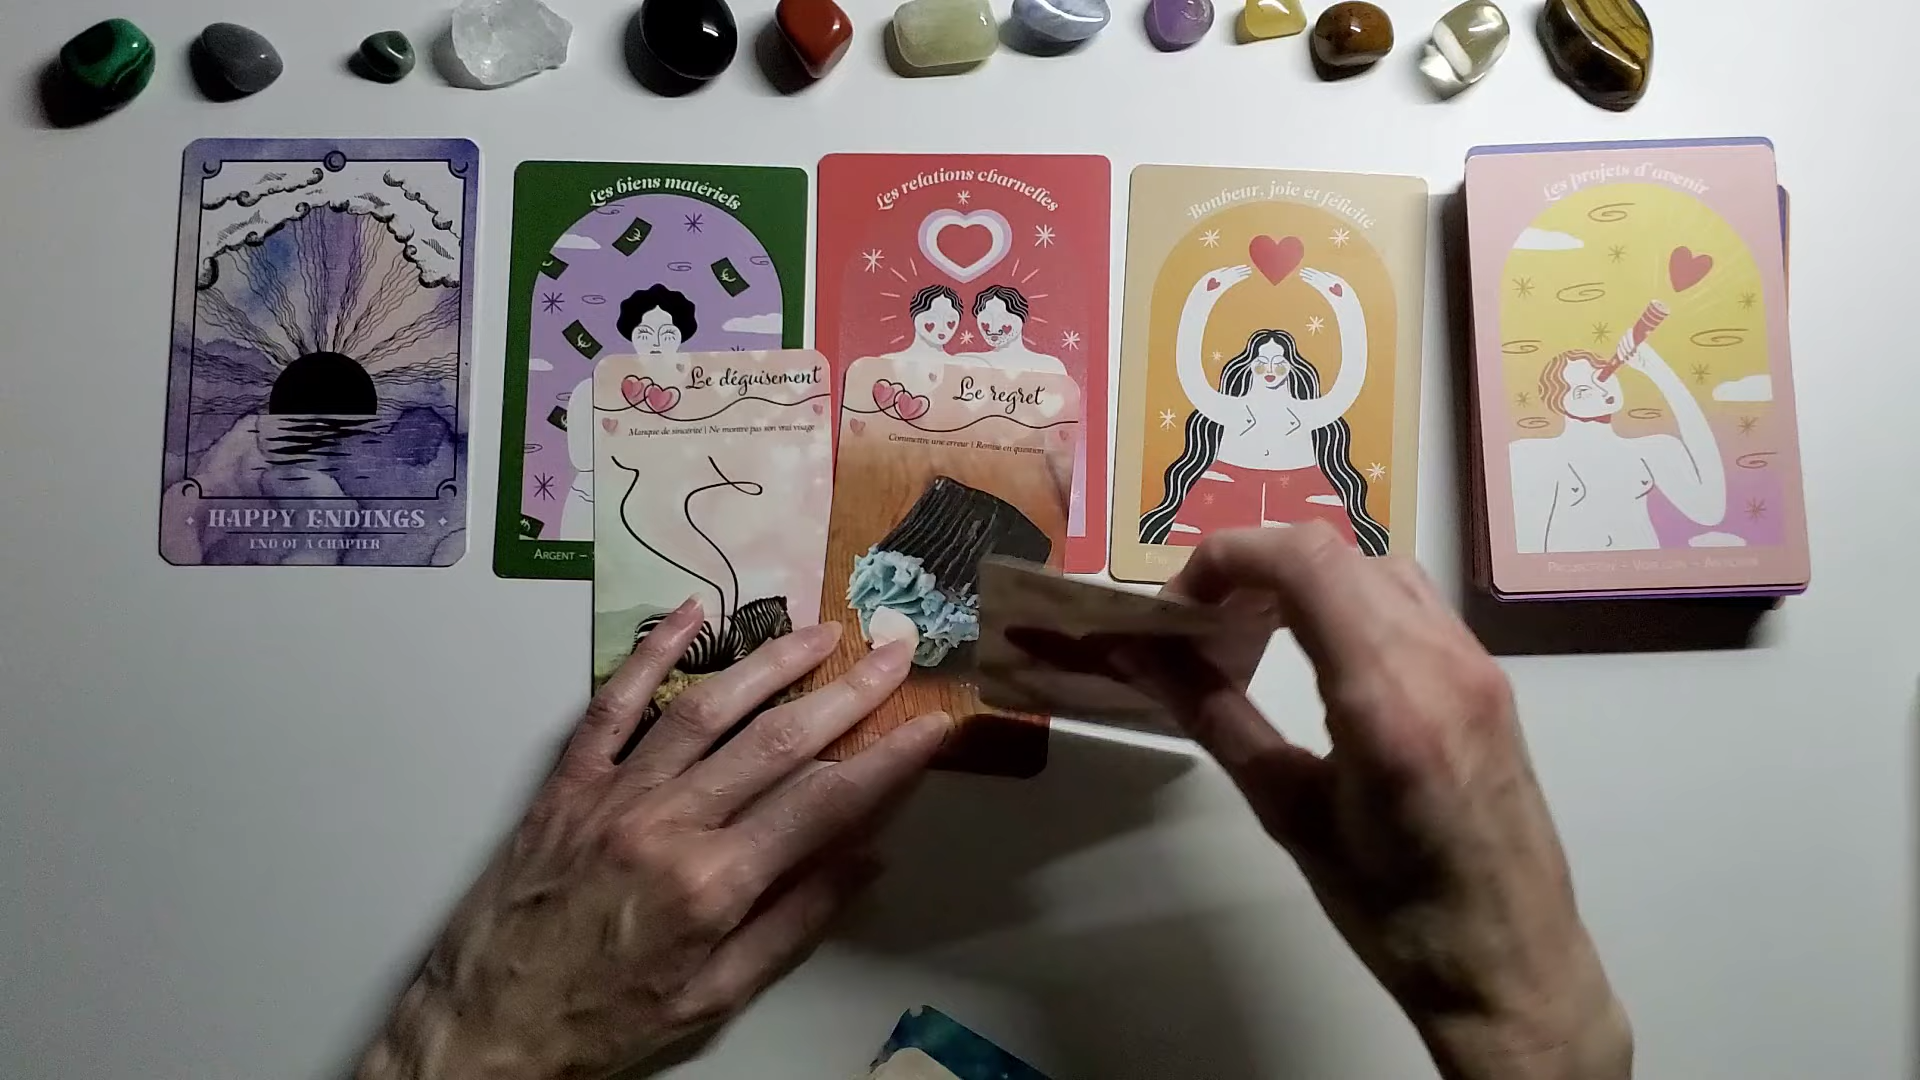 HAPPY ENDINGS
END OF A CHAPTER
Les biens matériels
ARGENT –
Les relations charnelles
Bonheur, joie et félicité
Les projets d'avenir
PROJECTION –
Le déguisement
Manque de sincérité | Ne montre pas son vrai visage
Le regret
Commettre une erreur | Remise en question